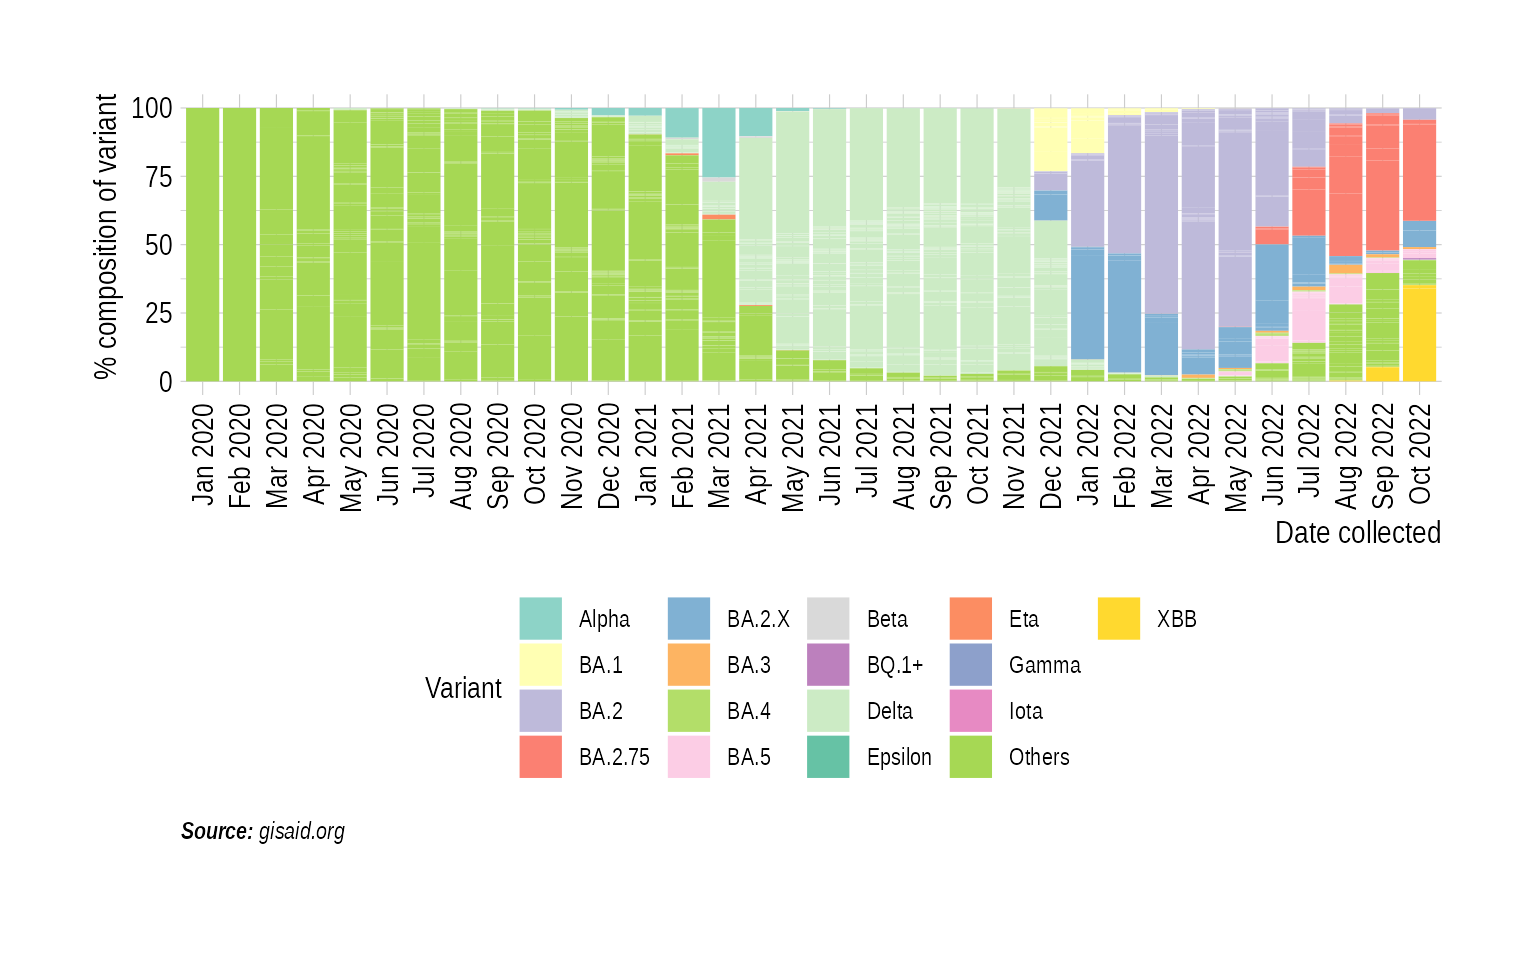 % composition of variant
100
75
50
25
0
Jan 2020
Feb 2020
Mar 2020
Apr 2020
May 2020
Jun 2020
Jul 2020
Aug 2020
Sep 2020
Oct 2020
Nov 2020
Dec 2020
Jan 2021
Feb 2021
Mar 2021
Apr 2021
May 2021
Jun 2021
Jul 2021
Aug 2021
Sep 2021
Oct 2021
Nov 2021
Dec 2021
Jan 2022
Feb 2022
Mar 2022
Apr 2022
May 2022
Jun 2022
Jul 2022
Aug 2022
Sep 2022
Oct 2022
Date collected
Variant
Alpha
BA.1
BA.2
BA.2.75
BA.2.X
BA.3
BA.4
BA.5
Beta
BQ.1+
Delta
Epsilon
Eta
Gamma
Iota
Others
XBB
Source: gisaid.org